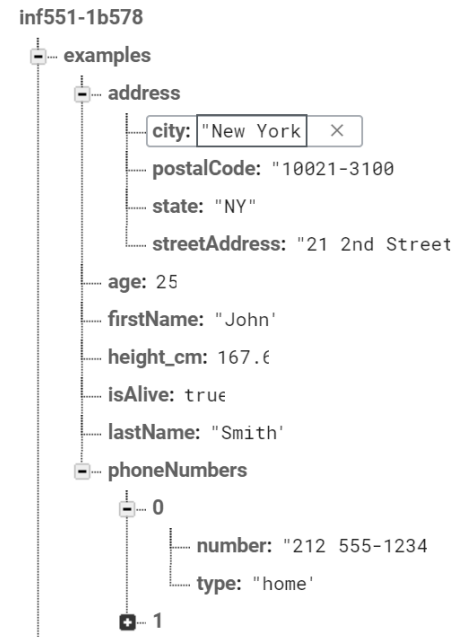 inf551-1b578
examples
address
city: "New York
postalCode: "10021-3100
state: "NY"
streetAddress: "21 2nd Street
age: 25
firstName: "John'
height_cm: 167.6
isAlive: true
lastName: "Smith'
phoneNumbers
0
number: "212 555-1234
type: "home'
1